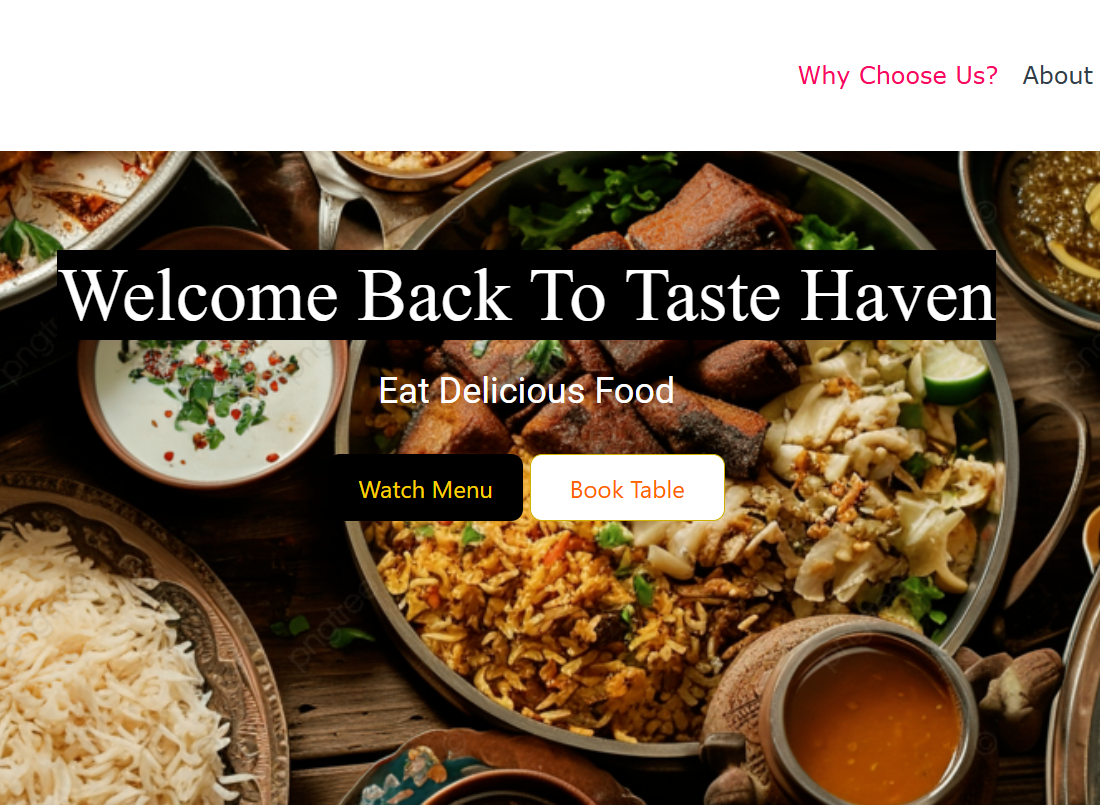 Why Choose Us? About
Welcome Back To Taste Haven
Eat Delicious Food
Watch Menu Book Table